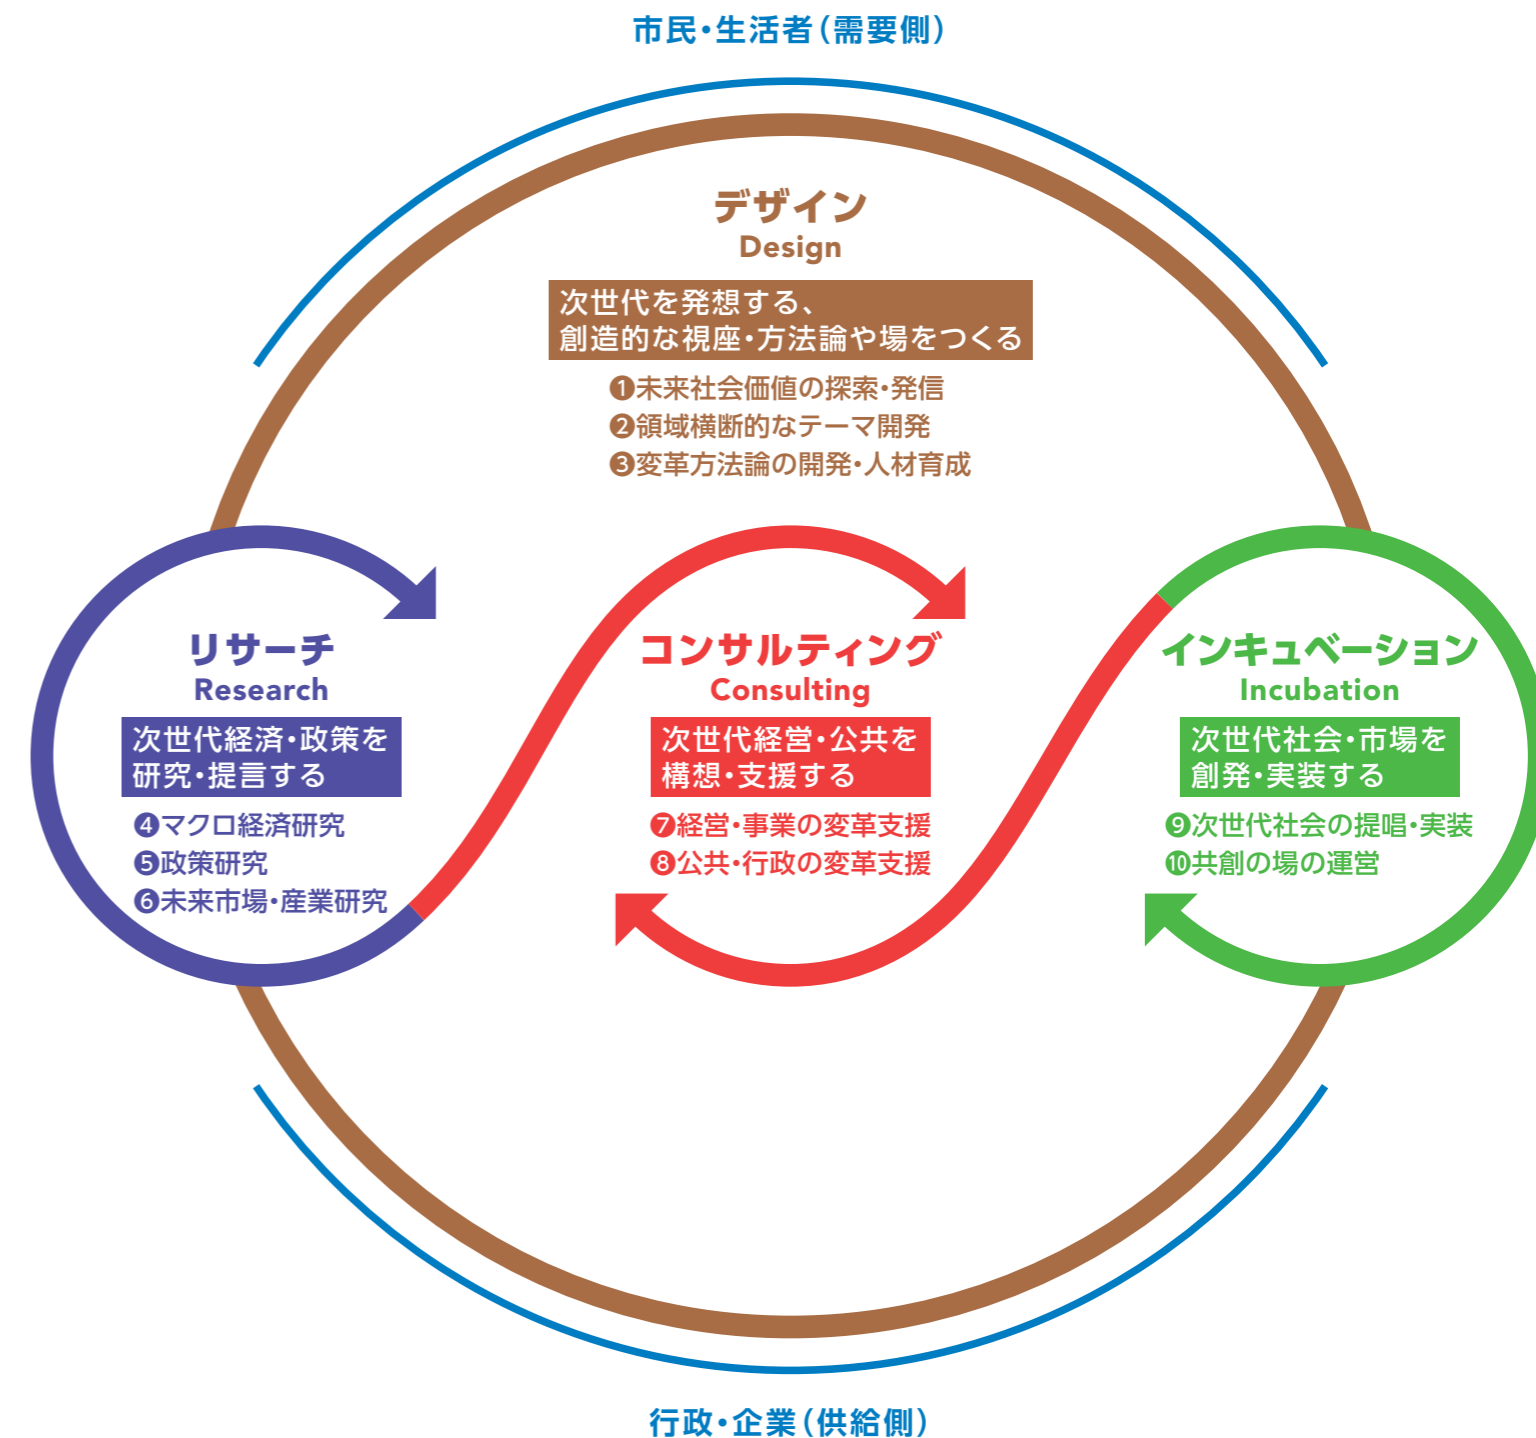 市民・生活者（需要側）
デザイン
Design
次世代を発想する、
創造的な視座・方法論や場をつくる
❶未来社会価値の探索・発信
❷領域横断的なテーマ開発
❸変革方法論の開発・人材育成
リサーチ
Research
次世代経済・政策を
研究・提言する
❹マクロ経済研究
❺政策研究
❻未来市場・産業研究
コンサルティング
Consulting
次世代経営・公共を
構想・支援する
❼経営・事業の変革支援
❽公共・行政の変革支援
インキュベーション
Incubation
次世代社会・市場を
創発・実装する
❾次世代社会の提唱・実装
❿共創の場の運営
行政・企業（供給側）